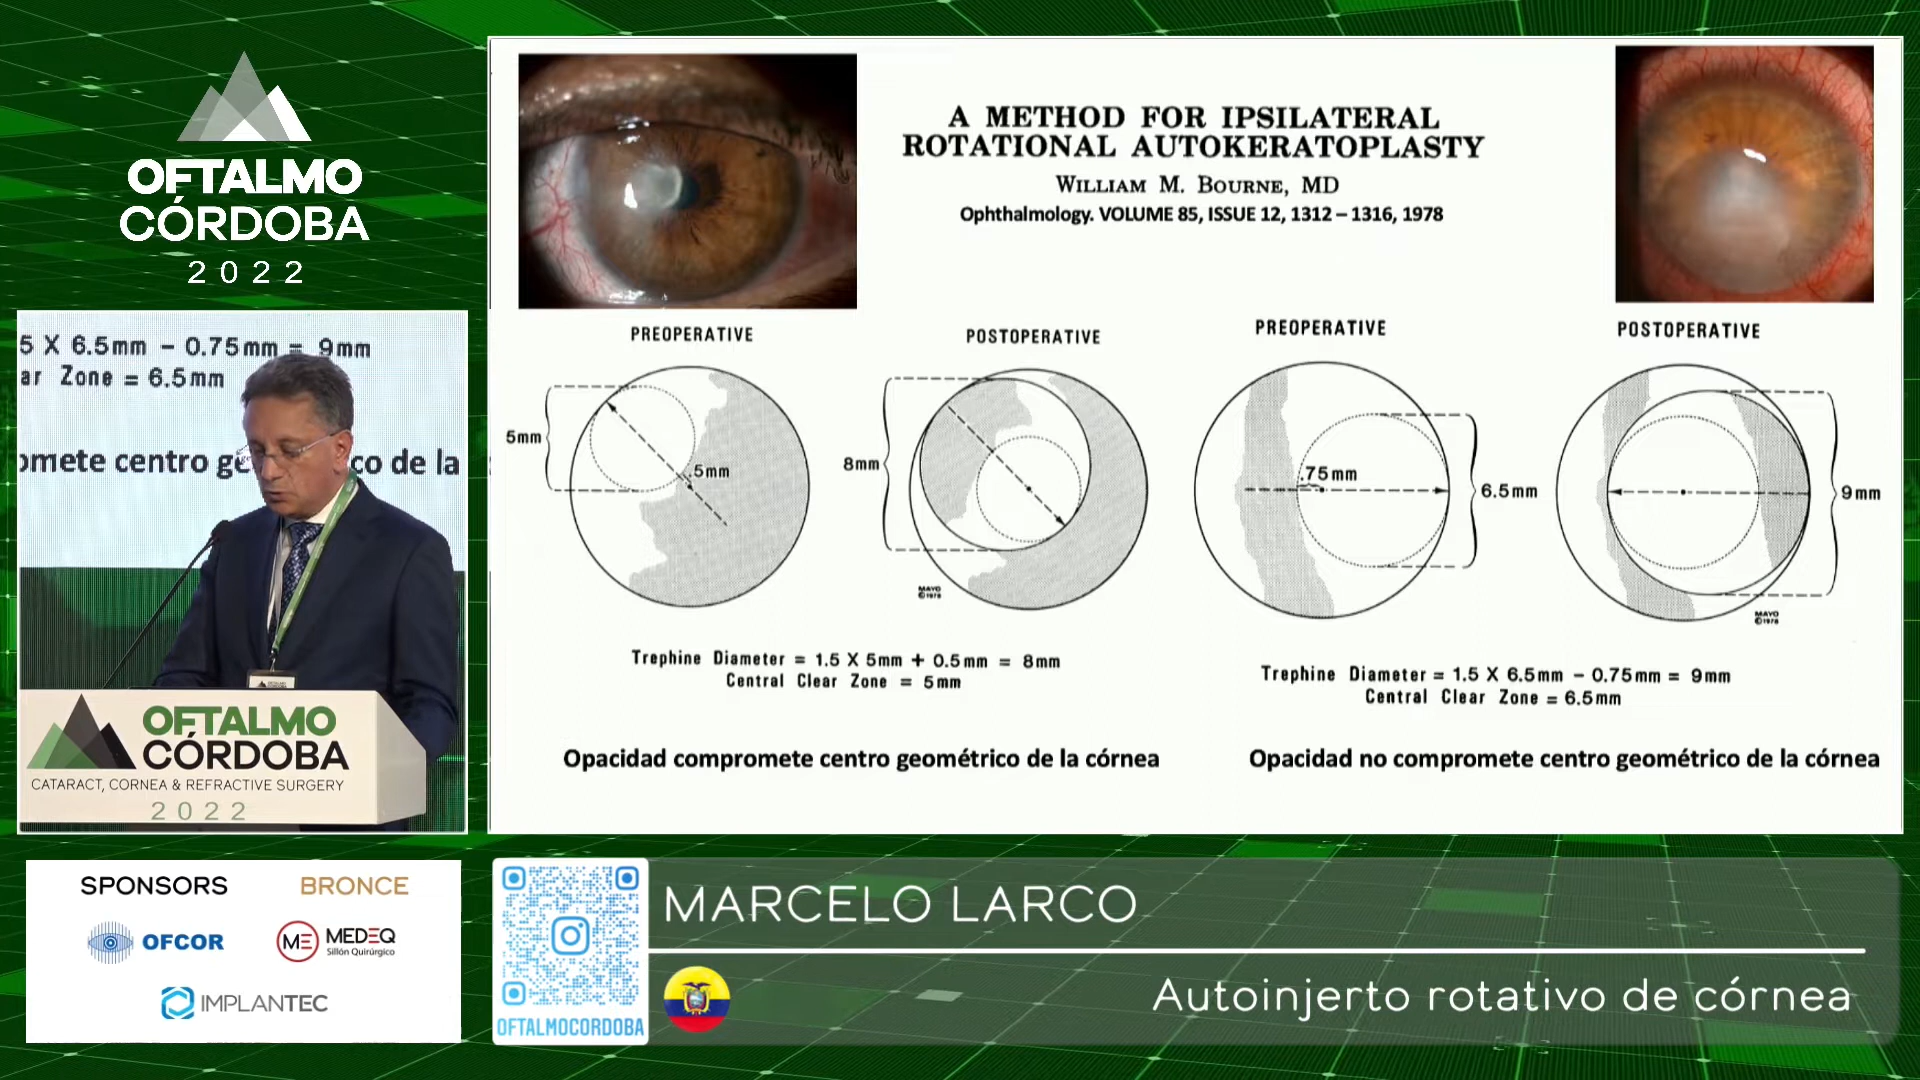 OFTALMO
CÓRDOBA
2022
5 X 6.5mm – 0.75mm = 9mm
ar Zone = 6.5mm
omete centro ge
co de la
OFTALMO
CÓRDOBA
CATARACT, CORNEA & REFRACTIVE SURGERY
2022
A METHOD FOR IPSILATERAL
ROTATIONAL AUTOKERATOPLASTY
WILLIAM M. BOURNE, MD
Ophthalmology. VOLUME 85, ISSUE 12, 1312 – 1316, 1978
PREOPERATIVE
POSTOPERATIVE
PREOPERATIVE
POSTOPERATIVE
5mm
.5mm
8mm
.75mm
6.5mm
9mm
MAYO
©1978
MAYO
©1978
Trephine Diameter = 1.5 X 5mm + 0.5mm = 8mm
Central Clear Zone = 5mm
Trephine Diameter = 1.5 X 6.5mm – 0.75mm = 9mm
Central Clear Zone = 6.5mm
Opacidad compromete centro geométrico de la córnea
Opacidad no compromete centro geométrico de la córnea
SPONSORS BRONCE
OFCOR
ME MEDEQ
Sillón Quirúrgico
IMPLANTEC
OFTALMOCORDOBA
MARCELO LARCO
Autoinjerto rotativo de córnea